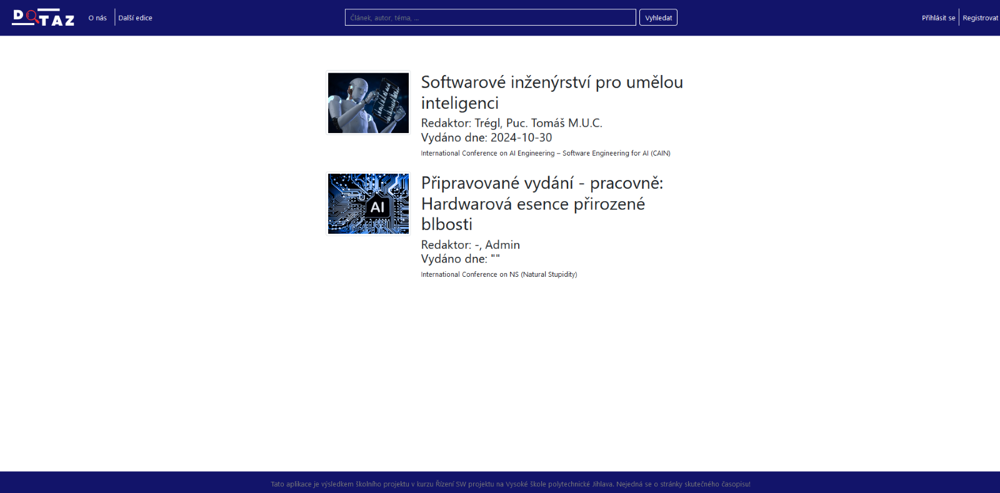 DOTAZ
O nás
Další edice
Článek, autor, téma, ...
Vyhledat
Přihlásit se
Registrovat
Softwarové inženýrství pro umělou
inteligenci
Redaktor: Trégl, Puc. Tomáš M.U.C.
Vydáno dne: 2024-10-30
International Conference on AI Engineering – Software Engineering for AI (CAIN)
AI
Připravované vydání - pracovně:
Hardwarová esence přirozené
blbosti
Redaktor: -, Admin
Vydáno dne: ""
International Conference on NS (Natural Stupidity)
Tato aplikace je výsledkem školního projektu v kurzu Řízení SW projektu na Vysoké škole polytechnické Jihlava. Nejedná se o stránky skutečného časopisu!